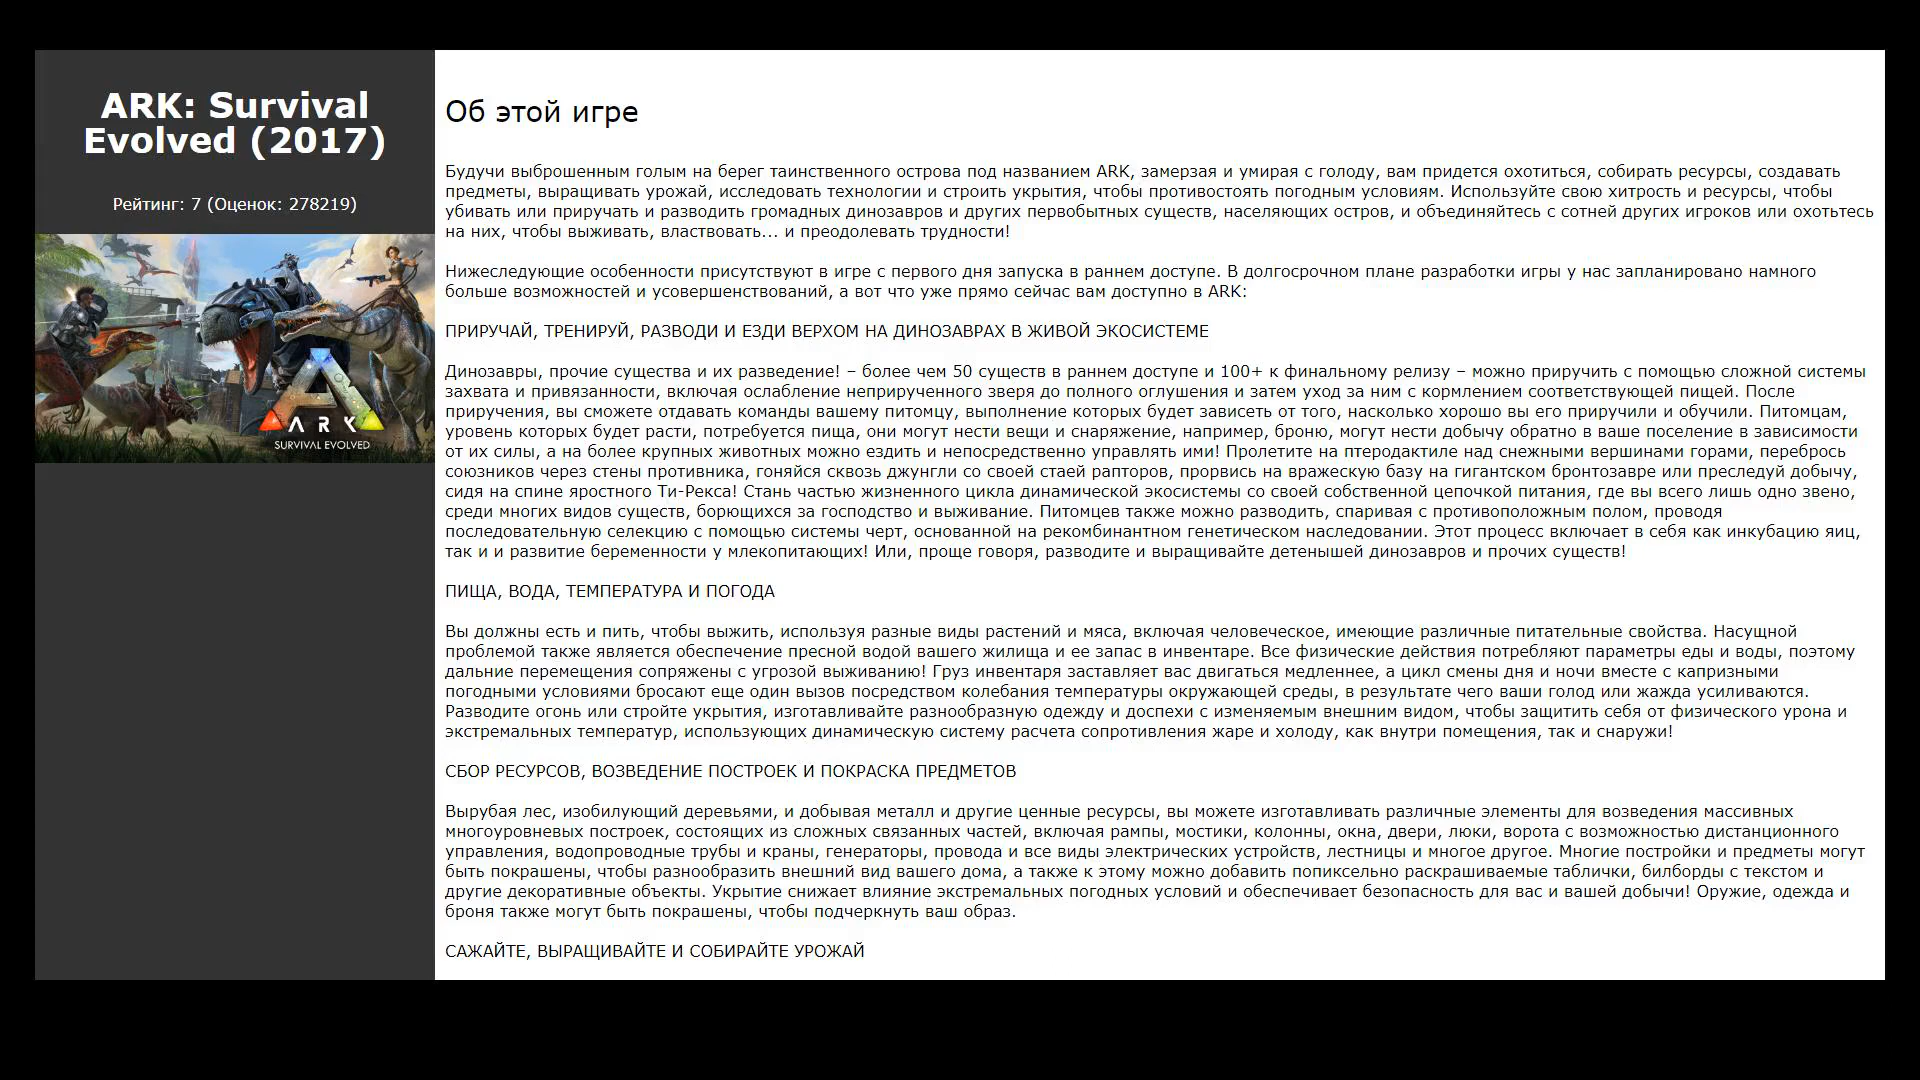 ARK: Survival
Evolved (2017)
Рейтинг: 7 (Оценок: 278219)
ARK
SURVIVAL EVOLVED
Об этой игре
Будучи выброшенным голым на берег таинственного острова под названием ARK, замерзая и умирая с голоду, вам придется охотиться, собирать ресурсы, создавать
предметы, выращивать урожай, исследовать технологии и строить укрытия, чтобы противостоять погодным условиям. Используйте свою хитрость и ресурсы, чтобы
убивать или приручать и разводить громадных динозавров и других первобытных существ, населяющих остров, и объединяйтесь с сотней других игроков или охотьтесь
на них, чтобы выживать, властвовать... и преодолевать трудности!
Нижеследующие особенности присутствуют в игре с первого дня запуска в раннем доступе. В долгосрочном плане разработки игры у нас запланировано намного
больше возможностей и усовершенствований, а вот что уже прямо сейчас вам доступно в ARK:
ПРИРУЧАЙ, ТРЕНИРУЙ, РАЗВОДИ И ЕЗДИ ВЕРХОМ НА ДИНОЗАВРАХ В ЖИВОЙ ЭКОСИСТЕМЕ
Динозавры, прочие существа и их разведение! – более чем 50 существ в раннем доступе и 100+ к финальному релизу – можно приручить с помощью сложной системы
захвата и привязанности, включая ослабление неприрученного зверя до полного оглушения и затем уход за ним с кормлением соответствующей пищей. После
приручения, вы сможете отдавать команды вашему питомцу, выполнение которых будет зависеть от того, насколько хорошо вы его приручили и обучили. Питомцам,
уровень которых будет расти, потребуется пища, они могут нести вещи и снаряжение, например, броню, могут нести добычу обратно в ваше поселение в зависимости
от их силы, а на более крупных животных можно ездить и непосредственно управлять ими! Пролетите на птеродактиле над снежными вершинами горами, перебрось
союзников через стены противника, гоняйся сквозь джунгли со своей стаей рапторов, прорвись на вражескую базу на гигантском бронтозавре или преследуй добычу,
сидя на спине яростного Ти-Рекса! Стань частью жизненного цикла динамической экосистемы со своей собственной цепочкой питания, где вы всего лишь одно звено,
среди многих видов существ, борющихся за господство и выживание. Питомцев также можно разводить, спаривая с противоположным полом, проводя
последовательную селекцию с помощью системы черт, основанной на рекомбинантном генетическом наследовании. Этот процесс включает в себя как инкубацию яиц,
так и и развитие беременности у млекопитающих! Или, проще говоря, разводите и выращивайте детенышей динозавров и прочих существ!
ПИЩА, ВОДА, ТЕМПЕРАТУРА И ПОГОДА
Вы должны есть и пить, чтобы выжить, используя разные виды растений и мяса, включая человеческое, имеющие различные питательные свойства. Насущной
проблемой также является обеспечение пресной водой вашего жилища и ее запас в инвентаре. Все физические действия потребляют параметры еды и воды, поэтому
дальние перемещения сопряжены с угрозой выживанию! Груз инвентаря заставляет вас двигаться медленнее, а цикл смены дня и ночи вместе с капризными
погодными условиями бросают еще один вызов посредством колебания температуры окружающей среды, в результате чего ваши голод или жажда усиливаются.
Разводите огонь или стройте укрытия, изготавливайте разнообразную одежду и доспехи с изменяемым внешним видом, чтобы защитить себя от физического урона и
экстремальных температур, использующих динамическую систему расчета сопротивления жаре и холоду, как внутри помещения, так и снаружи!
СБОР РЕСУРСОВ, ВОЗВЕДЕНИЕ ПОСТРОЕК И ПОКРАСКА ПРЕДМЕТОВ
Вырубая лес, изобилующий деревьями, и добывая металл и другие ценные ресурсы, вы можете изготавливать различные элементы для возведения массивных
многоуровневых построек, состоящих из сложных связанных частей, включая рампы, мостики, колонны, окна, двери, люки, ворота с возможностью дистанционного
управления, водопроводные трубы и краны, генераторы, провода и все виды электрических устройств, лестницы и многое другое. Многие постройки и предметы могут
быть покрашены, чтобы разнообразить внешний вид вашего дома, а также к этому можно добавить попиксельно раскрашиваемые таблички, билборды с текстом и
другие декоративные объекты. Укрытие снижает влияние экстремальных погодных условий и обеспечивает безопасность для вас и вашей добычи! Оружие, одежда и
броня также могут быть покрашены, чтобы подчеркнуть ваш образ.
САЖАЙТЕ, ВЫРАЩИВАЙТЕ И СОБИРАЙТЕ УРОЖАЙ